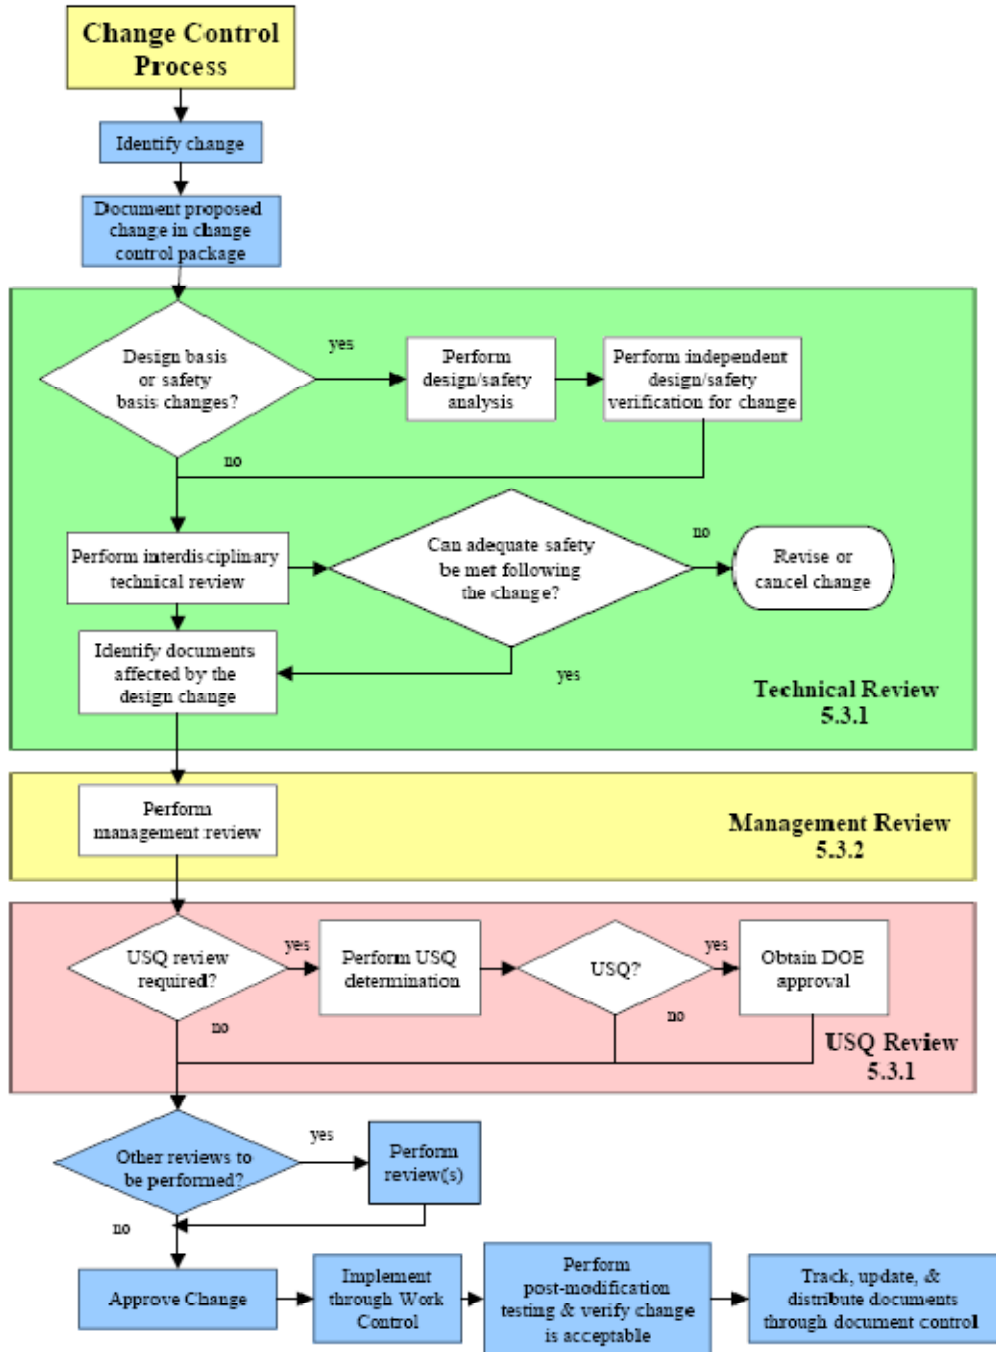 Change Control
Process
Identify change
Document proposed
change in change
control package
Design basis
or safety
basis changes?
yes
Perform
design/safety
analysis
Perform independent
design/safety
verification for change
no
Perform interdisciplinary
technical review
Can adequate safety
be met following
the change?
no
Revise or
cancel change
Identify documents
affected by the
design change
yes
Technical Review
5.3.1
Perform
management review
Management Review
5.3.2
USQ review
required?
yes
Perform USQ
determination
USQ?
yes
Obtain DOE
approval
no
no
USQ Review
5.3.1
Other reviews to
be performed?
yes
Perform
review(s)
no
Approve Change
Implement
through Work
Control
Perform
post-modification
testing & verify change
is acceptable
Track, update, &
distribute documents
through document control